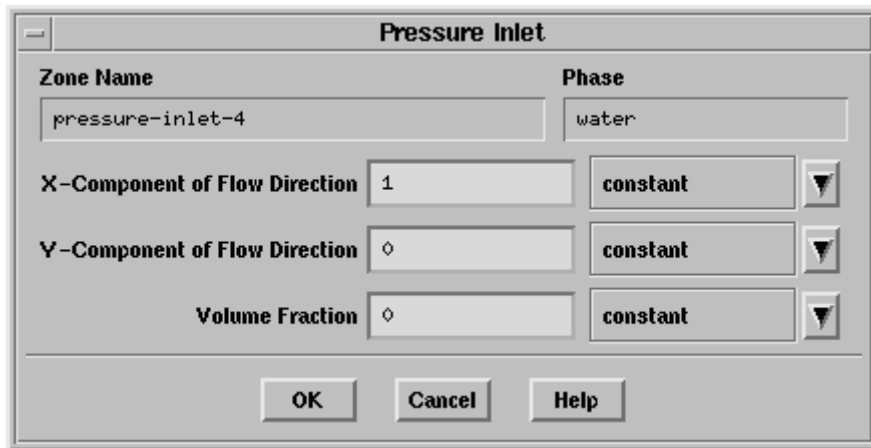 Pressure Inlet
Zone Name Phase
pressure-inlet-4 water
X-Component of Flow Direction 1 constant
Y-Component of Flow Direction 0 constant
Volume Fraction 0 constant
OK Cancel Help